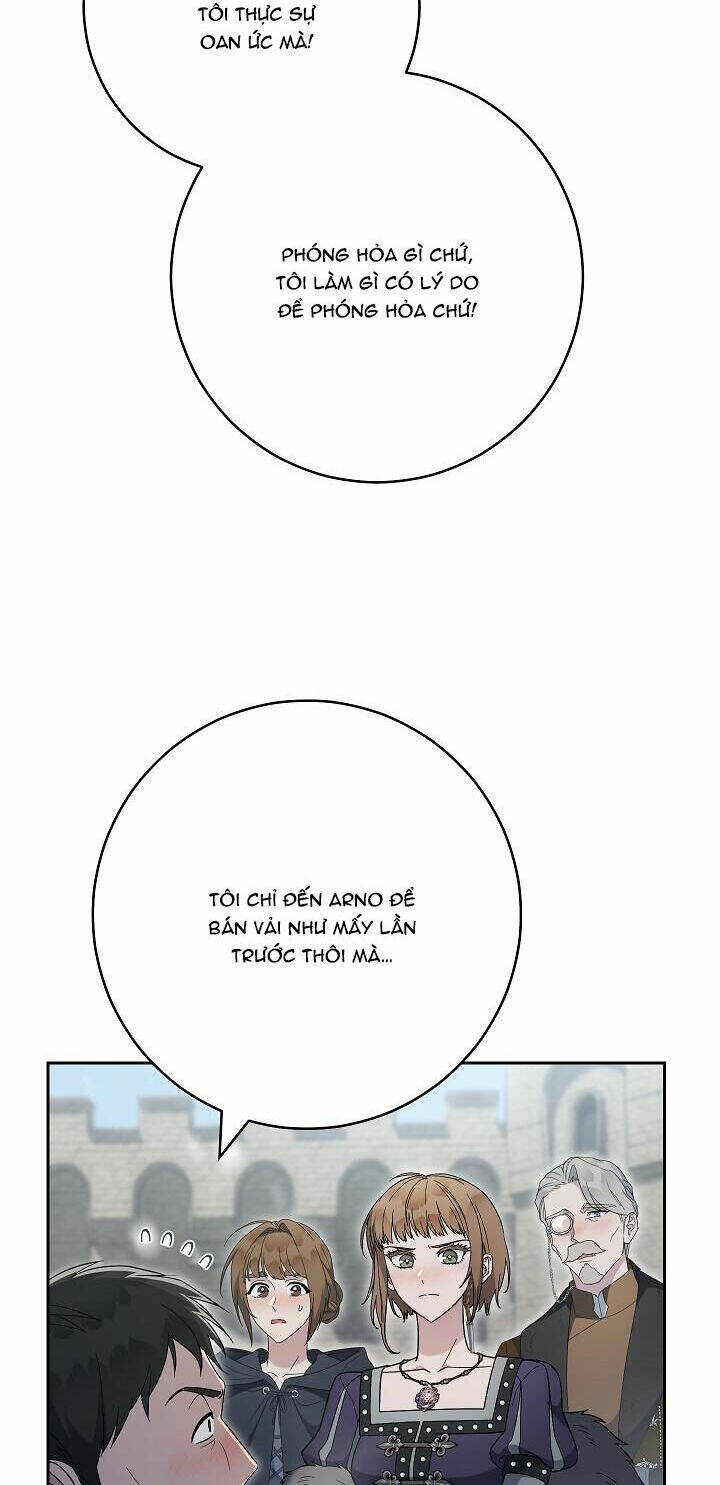 TÔI THỰC SỰ
OAN ỨC MÀ!
PHÓNG HỎA GÌ CHỨ,
TÔI LÀM GÌ CÓ LÝ DO
ĐỂ PHÓNG HỎA CHỨ!
TÔI CHỈ ĐẾN ARNO ĐỂ
BÁN VẢI NHƯ MẤY LẦN
TRƯỚC THÔI MÀ...